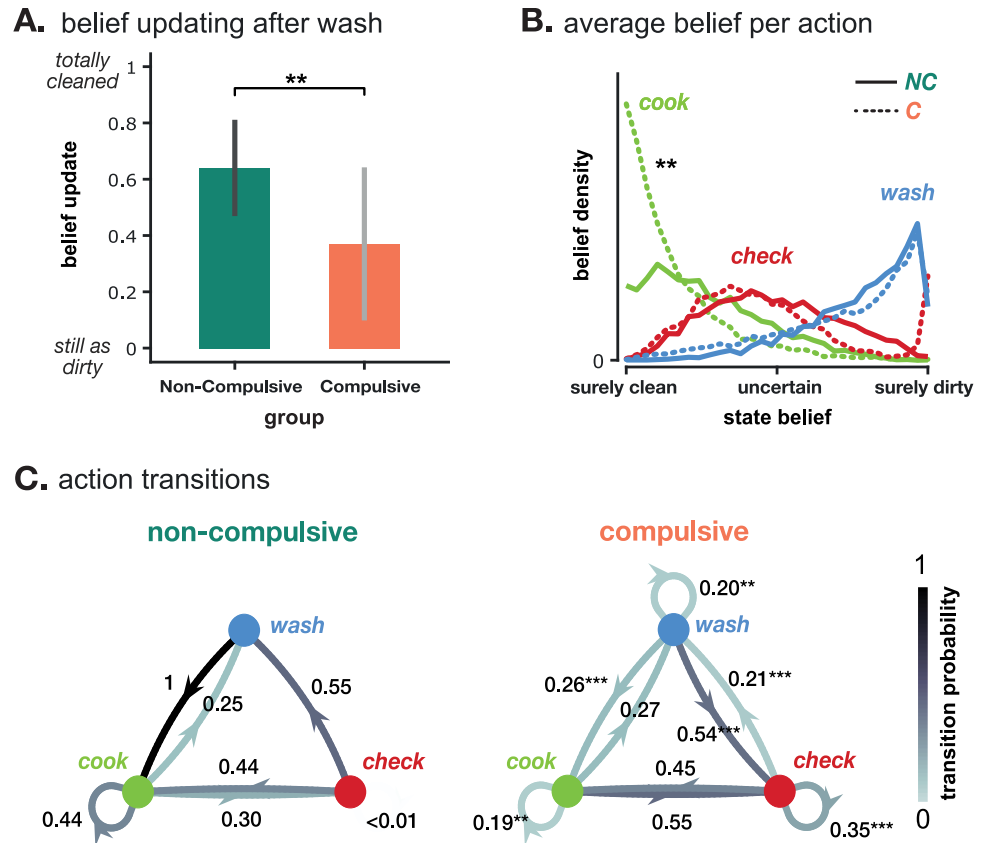 A. belief updating after wash
totally
cleaned
still as
dirty
1
0.8
0.6
0.4
0.2
0
belief update
**
Non-Compulsive
Compulsive
group
B. average belief per action
NC
C
cook
**
wash
check
belief density
0
surely clean
uncertain
surely dirty
state belief
C. action transitions
non-compulsive
wash
1
0.25
0.55
cook
check
0.44
0.44
0.30
<0.01
compulsive
0.20**
wash
0.26***
0.27
0.21***
0.54***
cook
check
0.45
0.19**
0.55
0.35***
1
transition probability
0